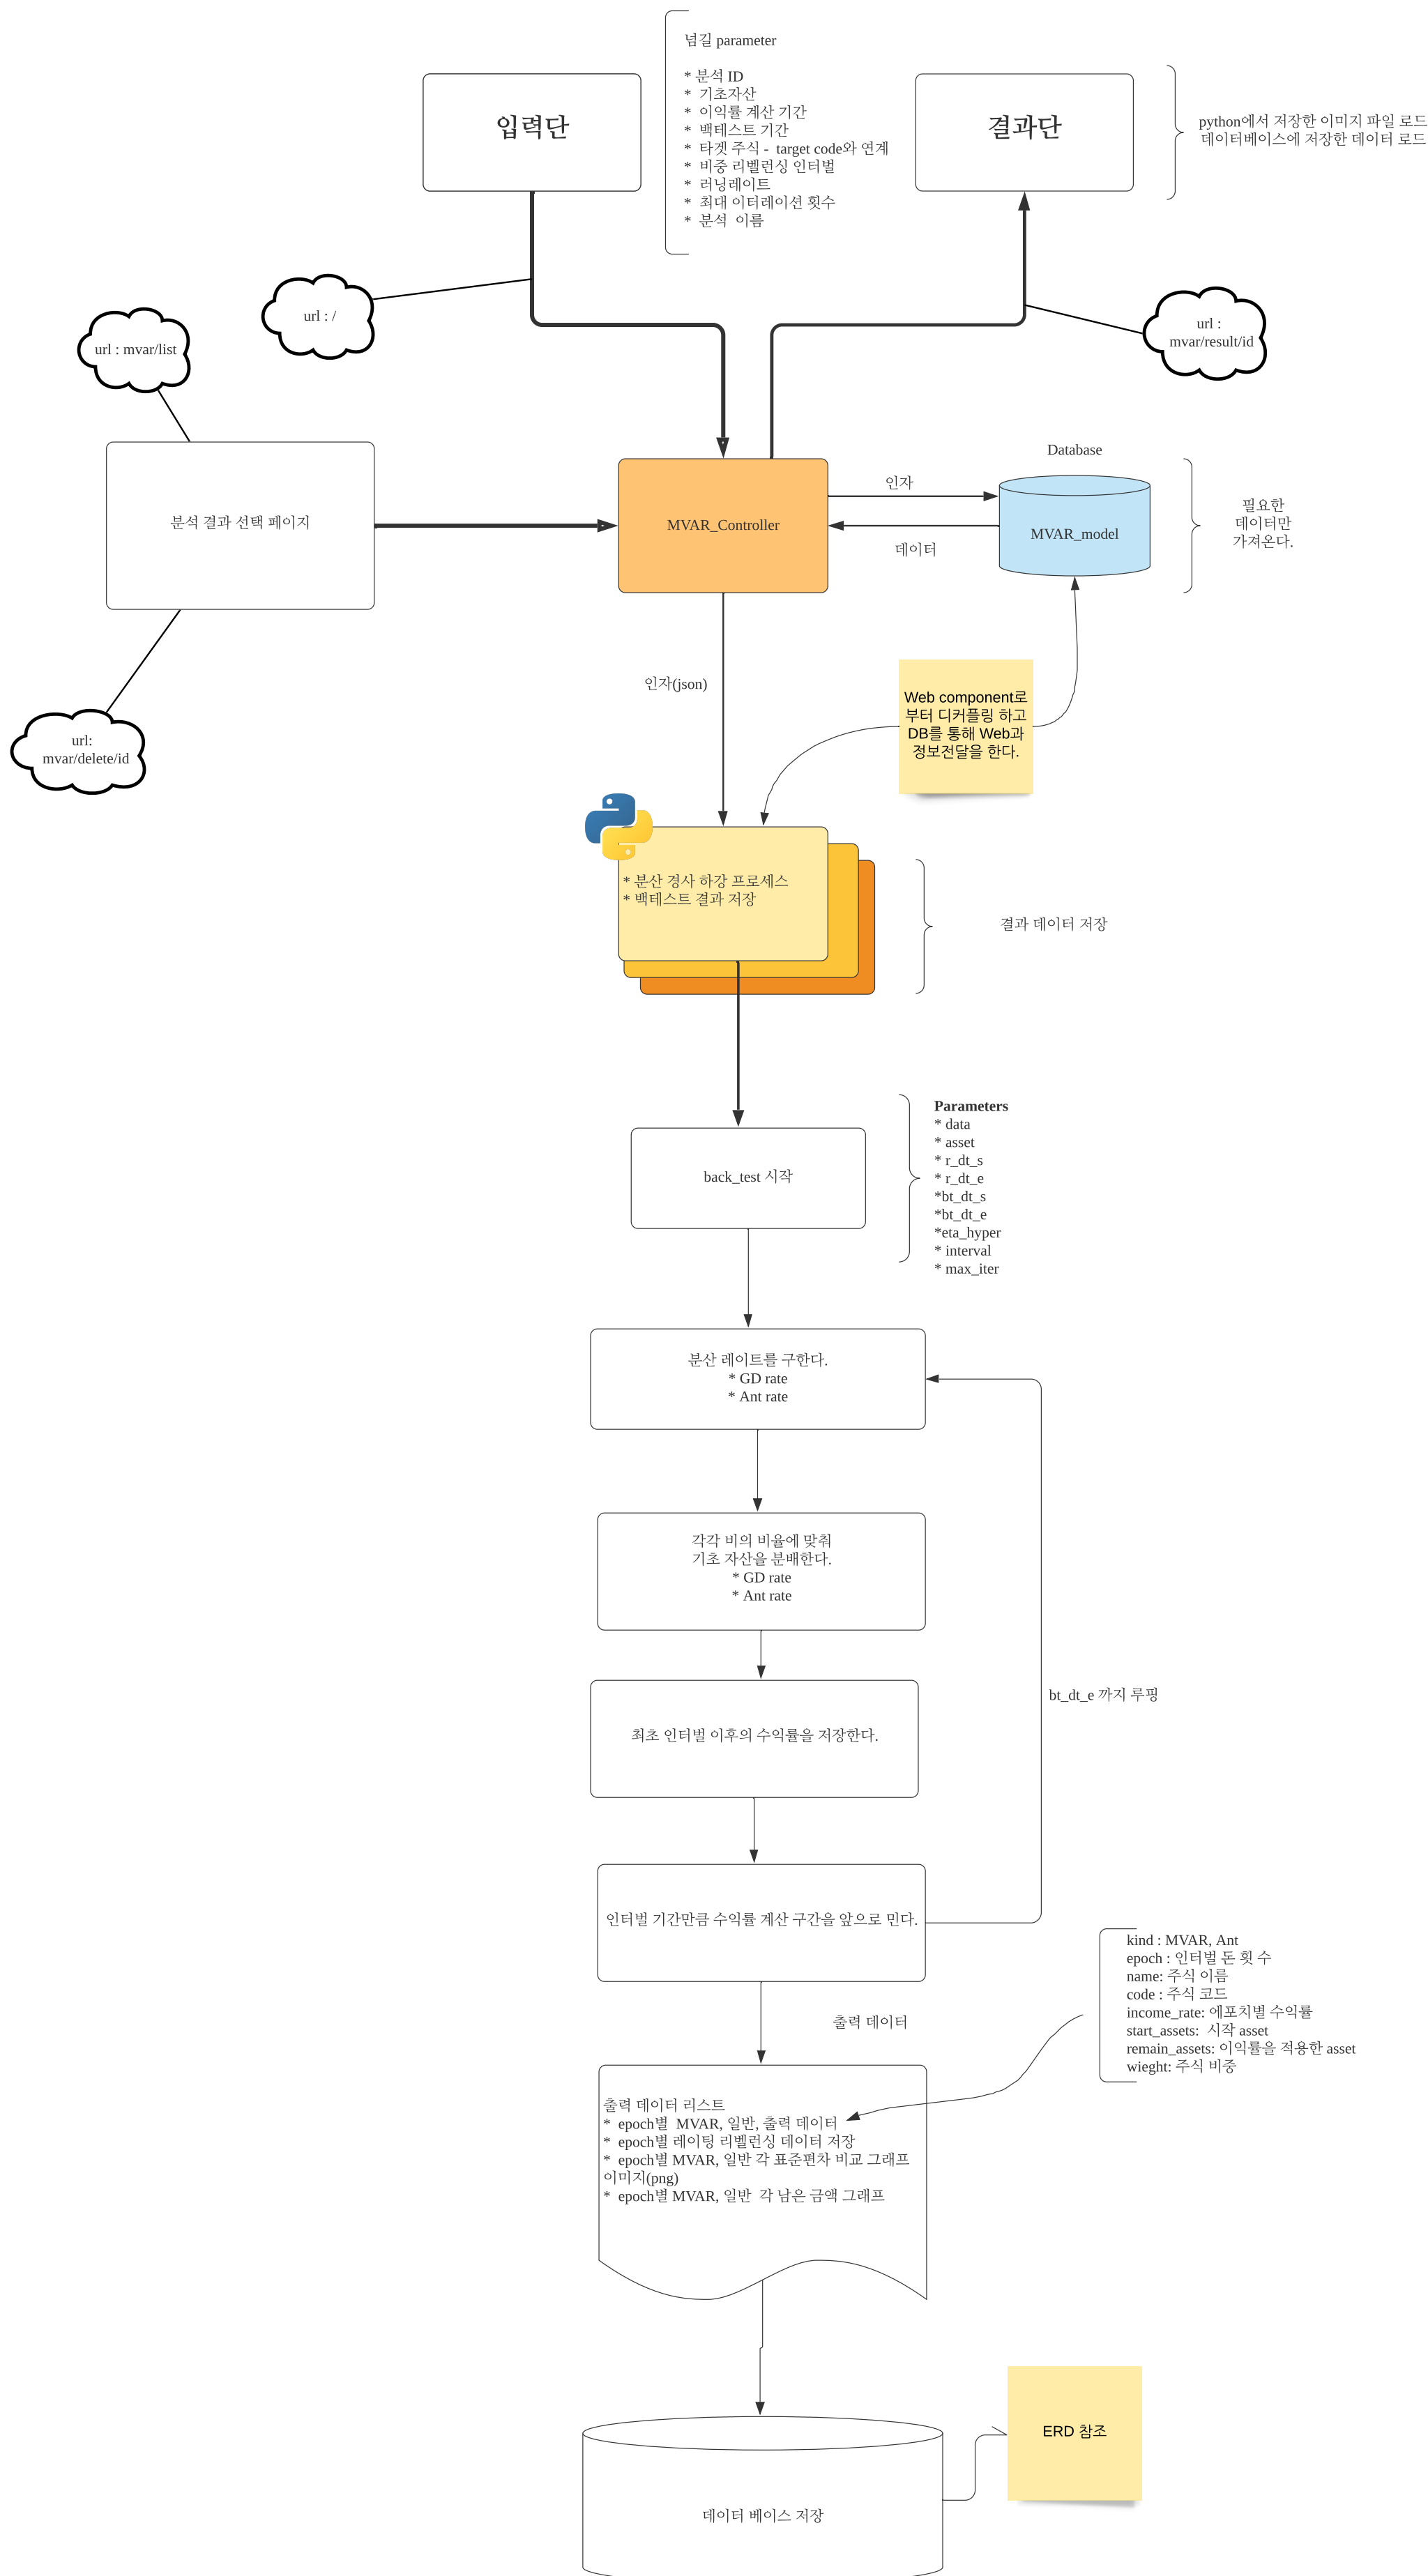 넘길 parameter
* 분석 ID
*  기초자산
*  이익률 계산 기간
*  백테스트 기간
*  타겟 주식 -  target code와 연계
*  비중 리벨런싱 인터벌
*  러닝레이트
*  최대 이터레이션 횟수
*  분석  이름
입력단
결과단
python에서 저장한 이미지 파일 로드
데이터베이스에 저장한 데이터 로드
url : /
url : mvar/list
url :
mvar/result/id
분석 결과 선택 페이지
MVAR_Controller
인자
데이터
Database
MVAR_model
필요한
데이터만
가져온다.
url:
mvar/delete/id
인자(json)
Web component로
부터 디커플링 하고
DB를 통해 Web과
정보전달을 한다.
* 분산 경사 하강 프로세스
* 백테스트 결과 저장
결과 데이터 저장
back_test 시작
Parameters
* data
* asset
* r_dt_s
* r_dt_e
*bt_dt_s
*bt_dt_e
*eta_hyper
* interval
* max_iter
분산 레이트를 구한다.
* GD rate
* Ant rate
각각 비의 비율에 맞춰
기초 자산을 분배한다.
* GD rate
* Ant rate
bt_dt_e 까지 루핑
최초 인터벌 이후의 수익률을 저장한다.
인터벌 기간만큼 수익률 계산 구간을 앞으로 민다.
kind : MVAR, Ant
epoch : 인터벌 돈 횟 수
name: 주식 이름
code : 주식 코드
income_rate: 에포치별 수익률
start_assets:  시작 asset
remain_assets: 이익률을 적용한 asset
wieght: 주식 비중
출력 데이터
출력 데이터 리스트
*  epoch별  MVAR, 일반, 출력 데이터
*  epoch별 레이팅 리벨런싱 데이터 저장
*  epoch별 MVAR, 일반 각 표준편차 비교 그래프
이미지(png)
*  epoch별 MVAR, 일반  각 남은 금액 그래프
ERD 참조
데이터 베이스 저장